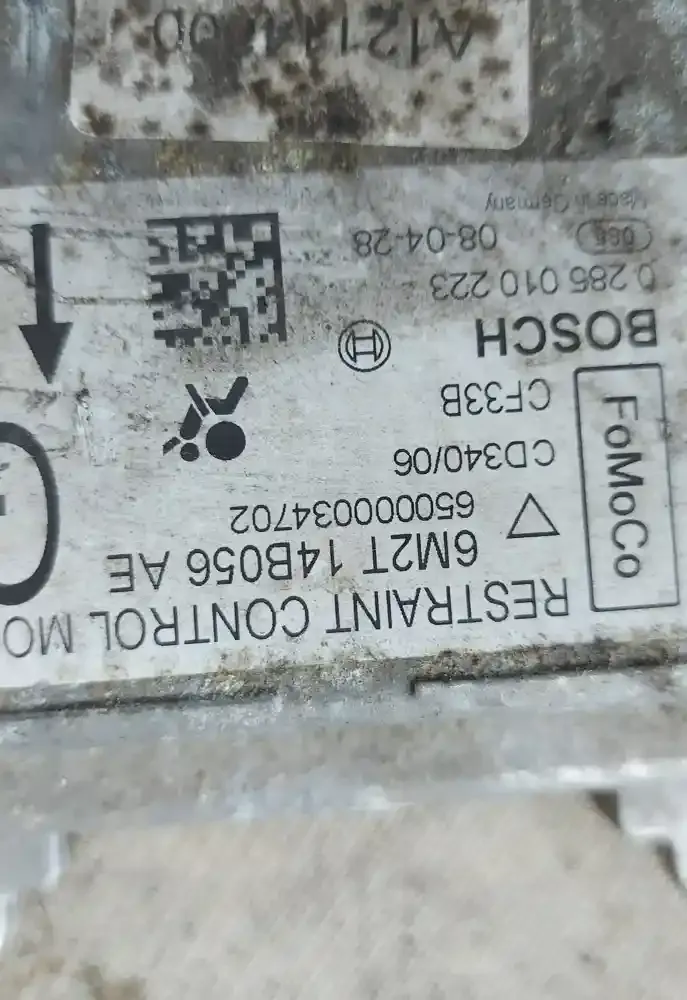 RESTRAINT CONTROL MO
6M2T 14B056 AE
650000034702
CD340/06
CF33B
FoMoCo
BOSCH
0 285 010 223
08-04-28
Made in Germany